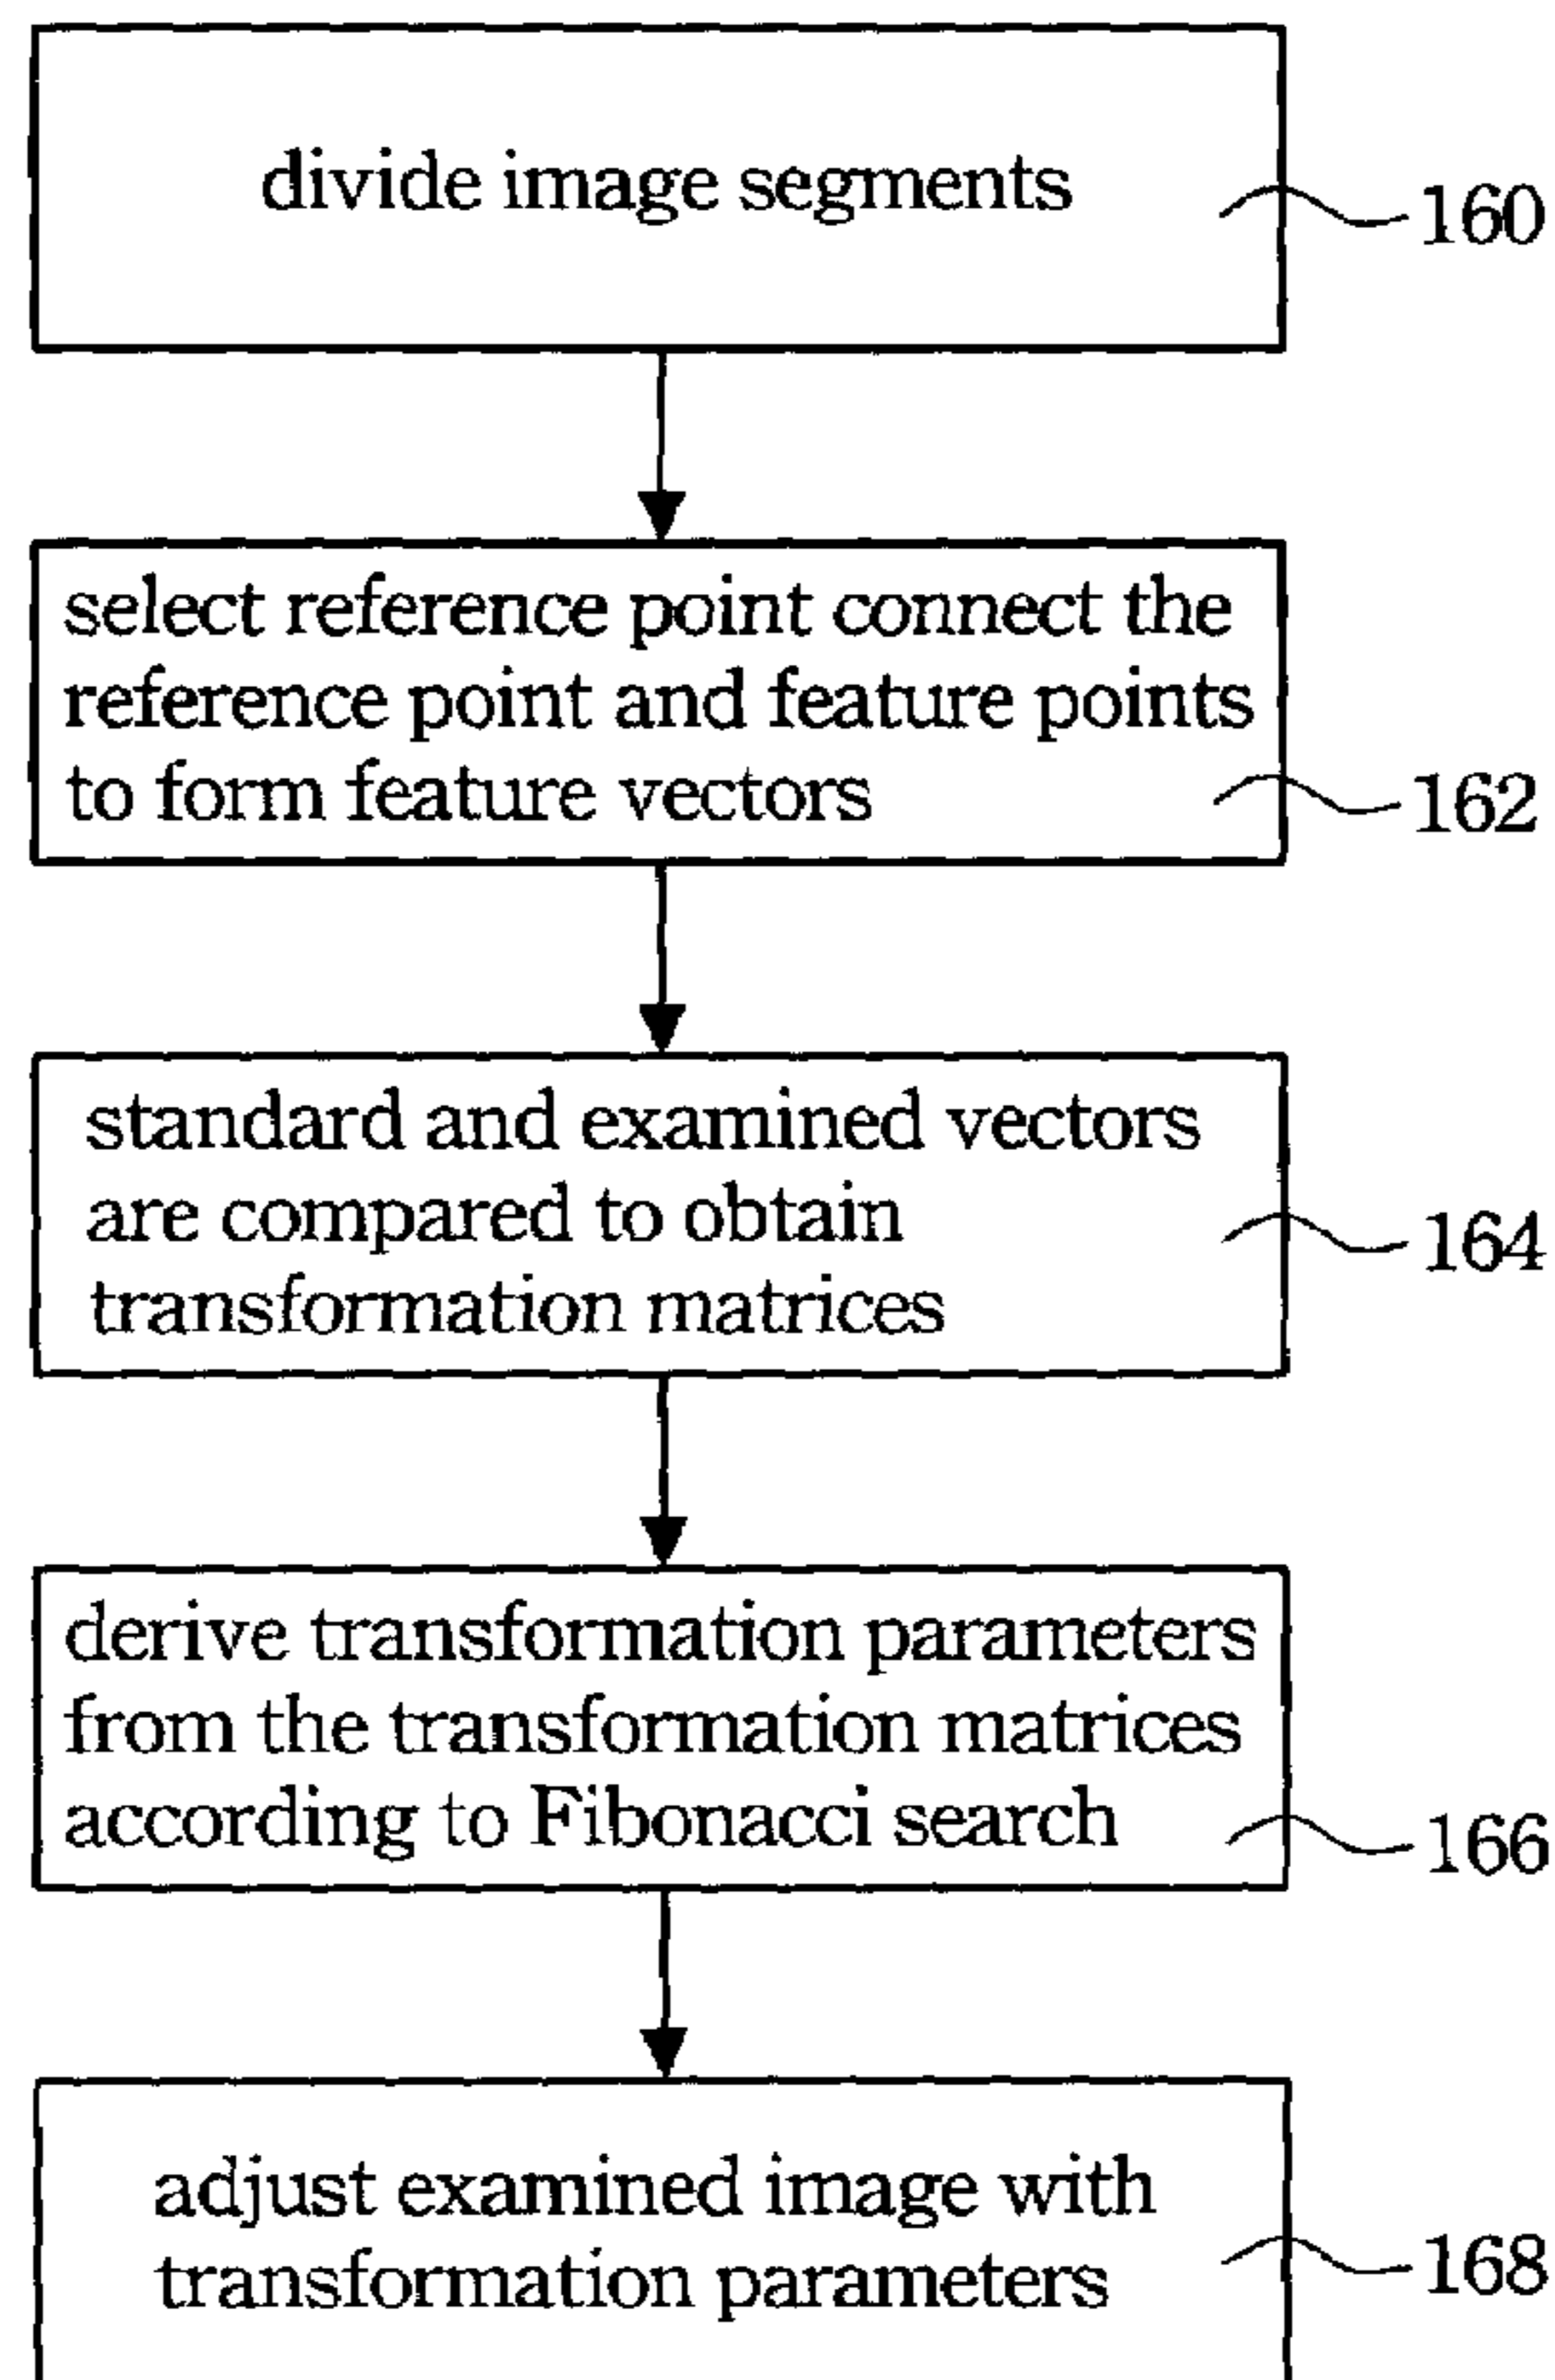 divide image segments
160
select reference point connect the
reference point and feature points
to form feature vectors
162
standard and examined vectors
are compared to obtain
transformation matrices
164
derive transformation parameters
from the transformation matrices
according to Fibonacci search
166
adjust examined image with
transformation parameters
168